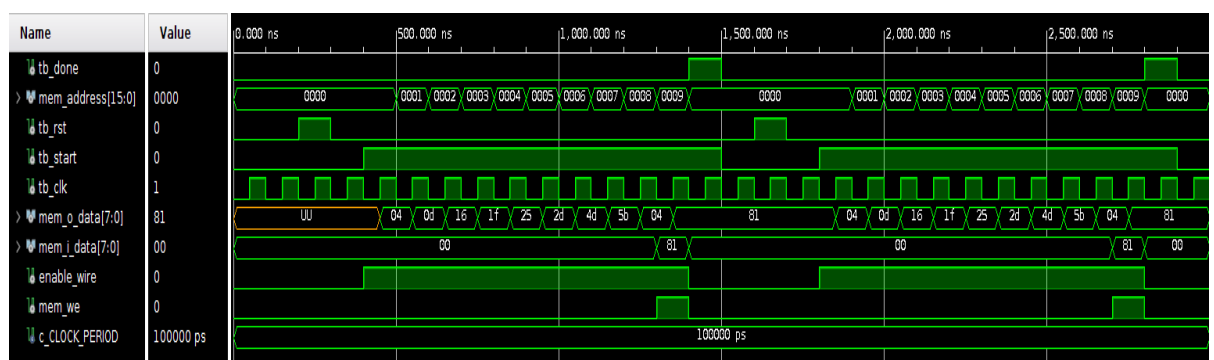 Name Value 0.000 ns 500.000 ns 1,000.000 ns 1,500.000 ns 2,000.000 ns 2,500.000 ns
tb_done 0
mem_address[15:0] 0000 0000 0001 0002 0003 0004 0005 0006 0007 0008 0009 0000 0001 0002 0003 0004 0005 0006 0007 0008 0009 0000
tb_rst 0
tb_start 0
tb_clk 1
mem_o_data[7:0] 81 UU 04 0d 16 1f 25 2d 4d 5b 04 81 04 0d 16 1f 25 2d 4d 5b 04 81
mem_i_data[7:0] 00 00 81 00 81 00
enable_wire 0
mem_we 0
c_CLOCK_PERIOD 100000 ps 100000 ps